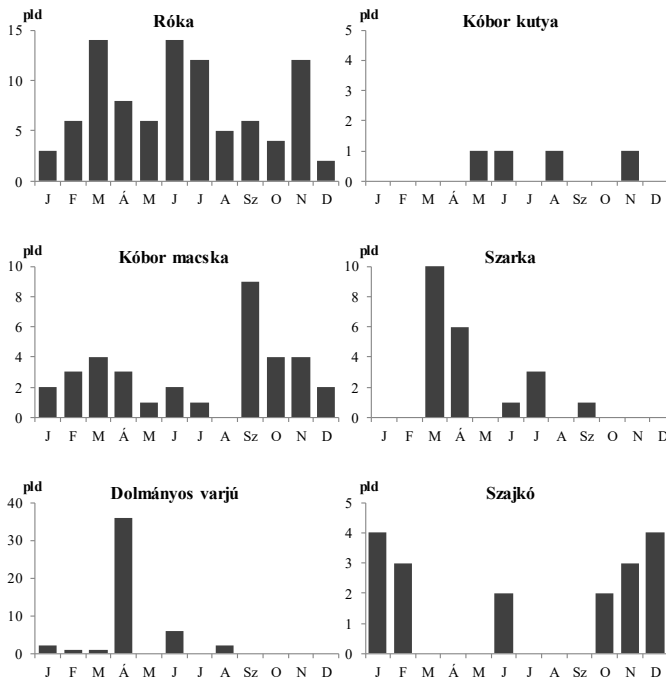 pld
Róka
15
10
5
0
J F M Á M J J A Sz O N D
pld
Kóbor kutya
5
4
3
2
1
0
J F M Á M J J A Sz O N D
pld
Kóbor macska
10
8
6
4
2
0
J F M Á M J J A Sz O N D
pld
Szarka
10
8
6
4
2
0
J F M Á M J J A Sz O N D
pld
Dolmányos varjú
40
30
20
10
0
J F M Á M J J A Sz O N D
pld
Szajkó
5
4
3
2
1
0
J F M Á M J J A Sz O N D